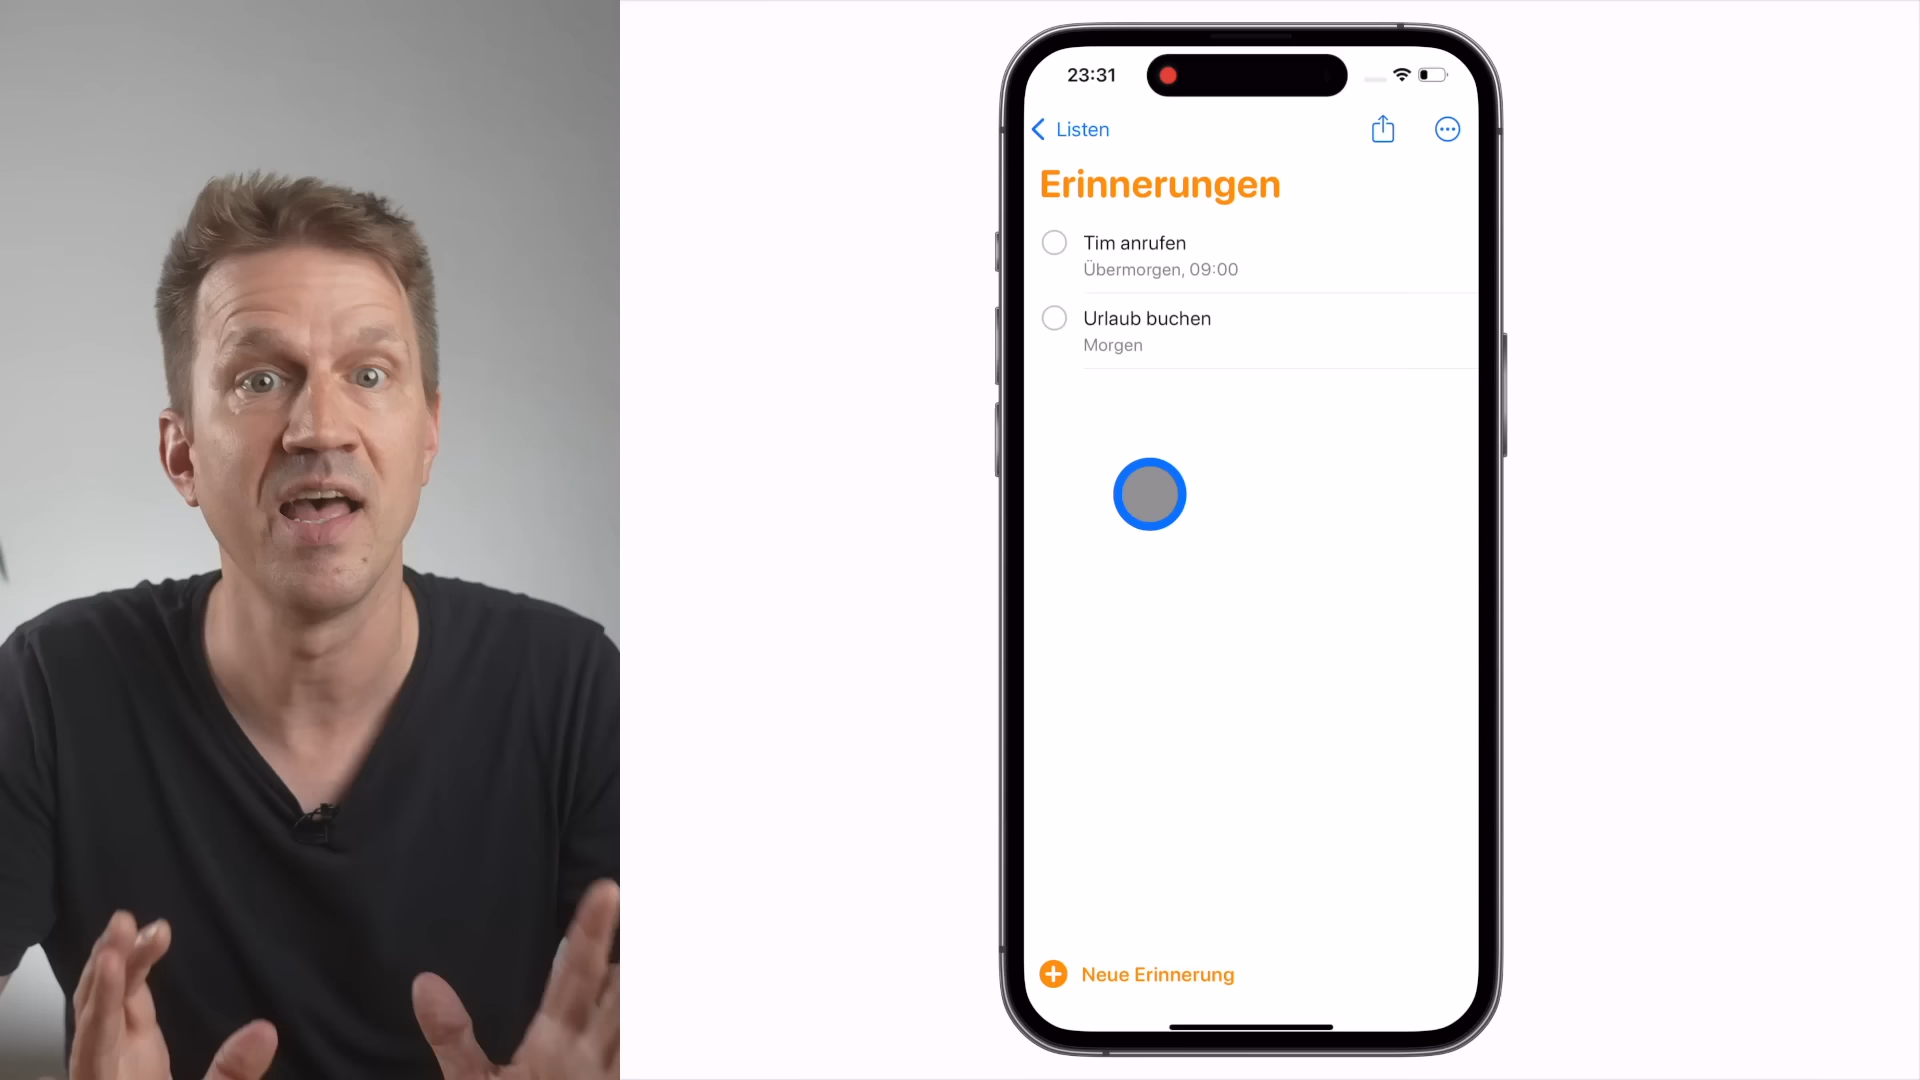 23:31
Listen
Erinnerungen
Tim anrufen
Übermorgen, 09:00
Urlaub buchen
Morgen
Neue Erinnerung